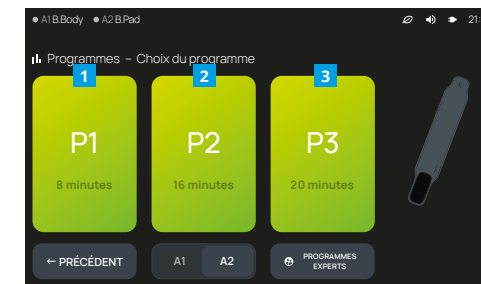 A1 B.Body A2 B.Pad 21:
Programmes – Choix du programme
1 2 3
P1 P2 P3
8 minutes 16 minutes 20 minutes
← PRÉCÉDENT A1 A2 PROGRAMMES
EXPERTS